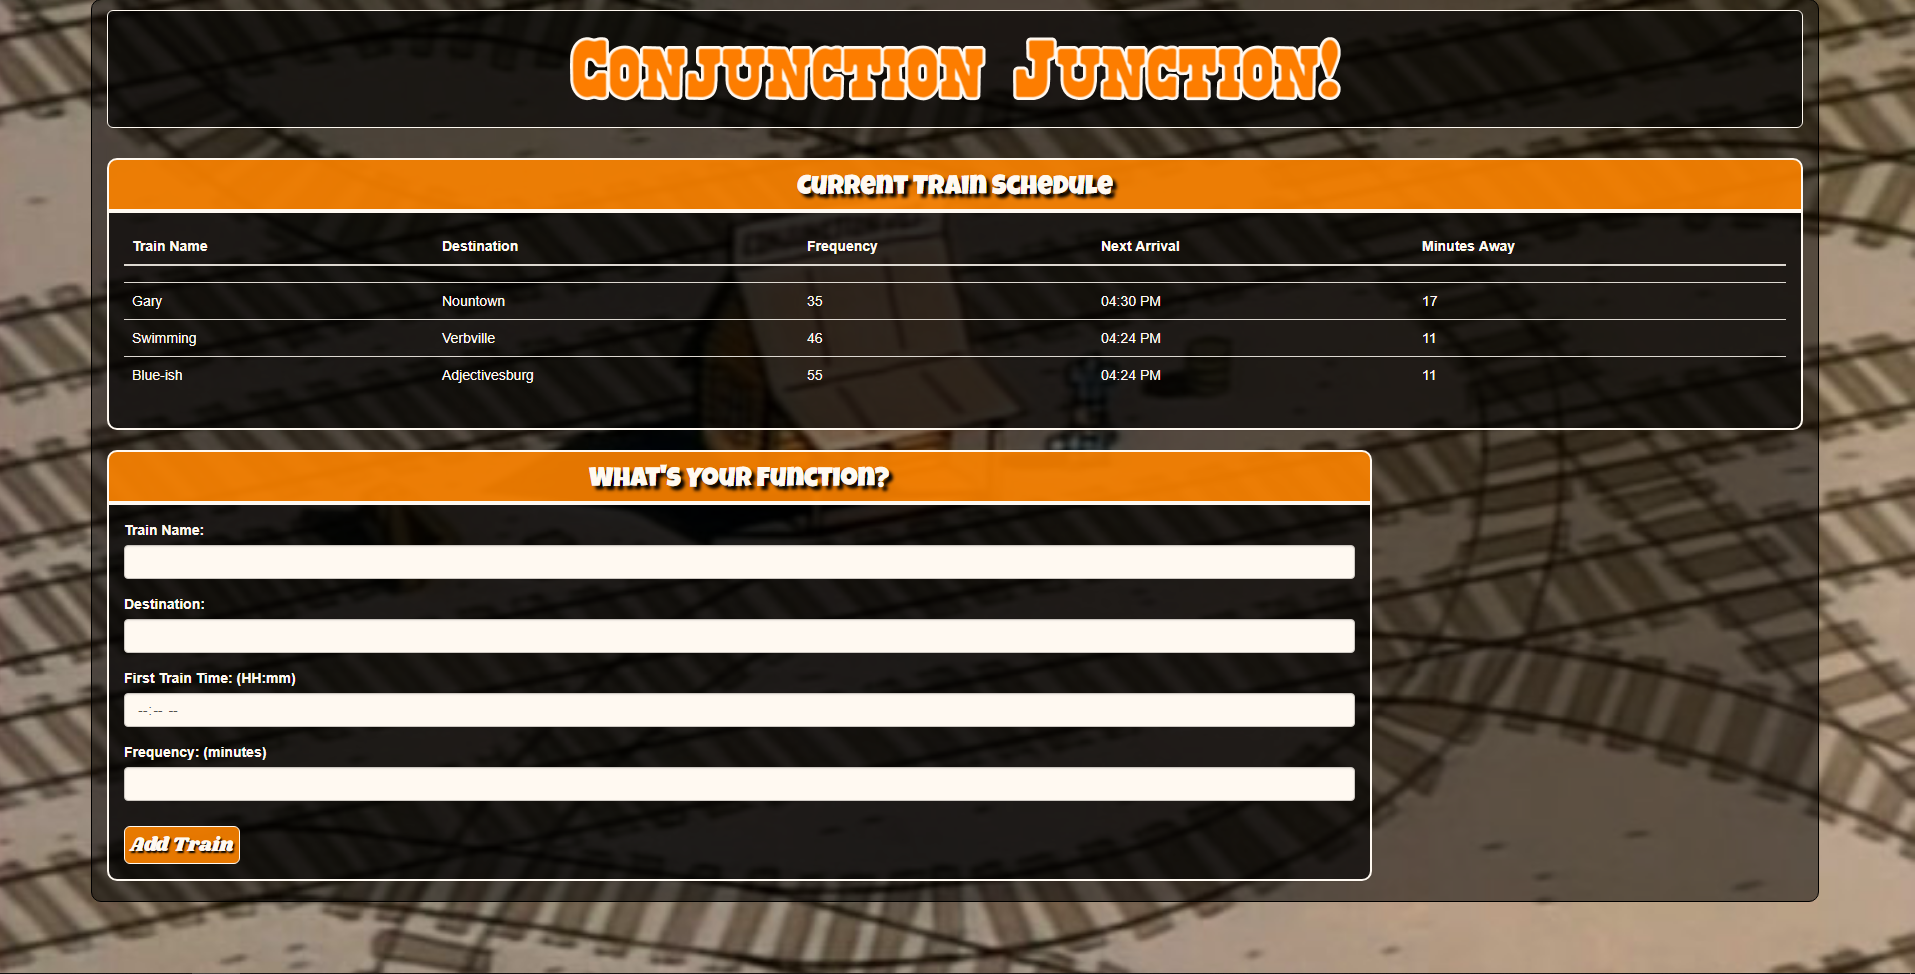 Conjunction Junction!
Current Train Schedule
Train Name Destination Frequency Next Arrival Minutes Away
Gary Nountown 35 04:30 PM 17
Swimming Verbville 46 04:24 PM 11
Blue-ish Adjectivesburg 55 04:24 PM 11
What's Your Function?
Train Name:
Destination:
First Train Time: (HH:mm)
--:-- --
Frequency: (minutes)
Add Train